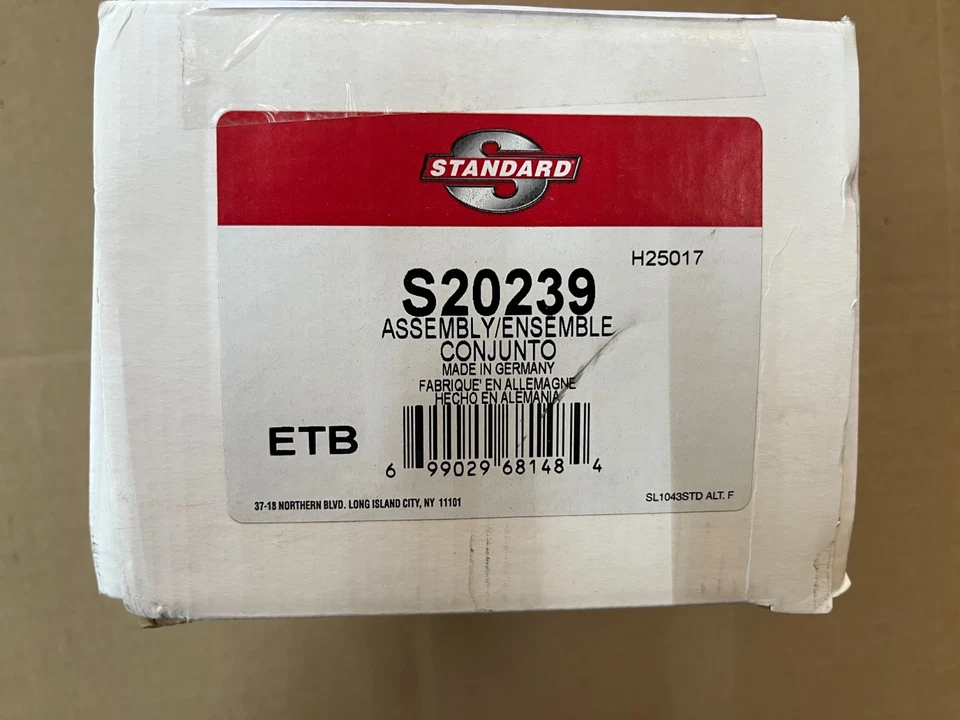 S
STANDARD
H25017
S20239
ASSEMBLY/ENSEMBLE
CONJUNTO
MADE IN GERMANY
FABRIQUE' EN ALLEMAGNE
HECHO EN ALEMANIA
ETB
6 99029 68148 4
37-18 NORTHERN BLVD. LONG ISLAND CITY, NY 11101
SL1043STD ALT. F